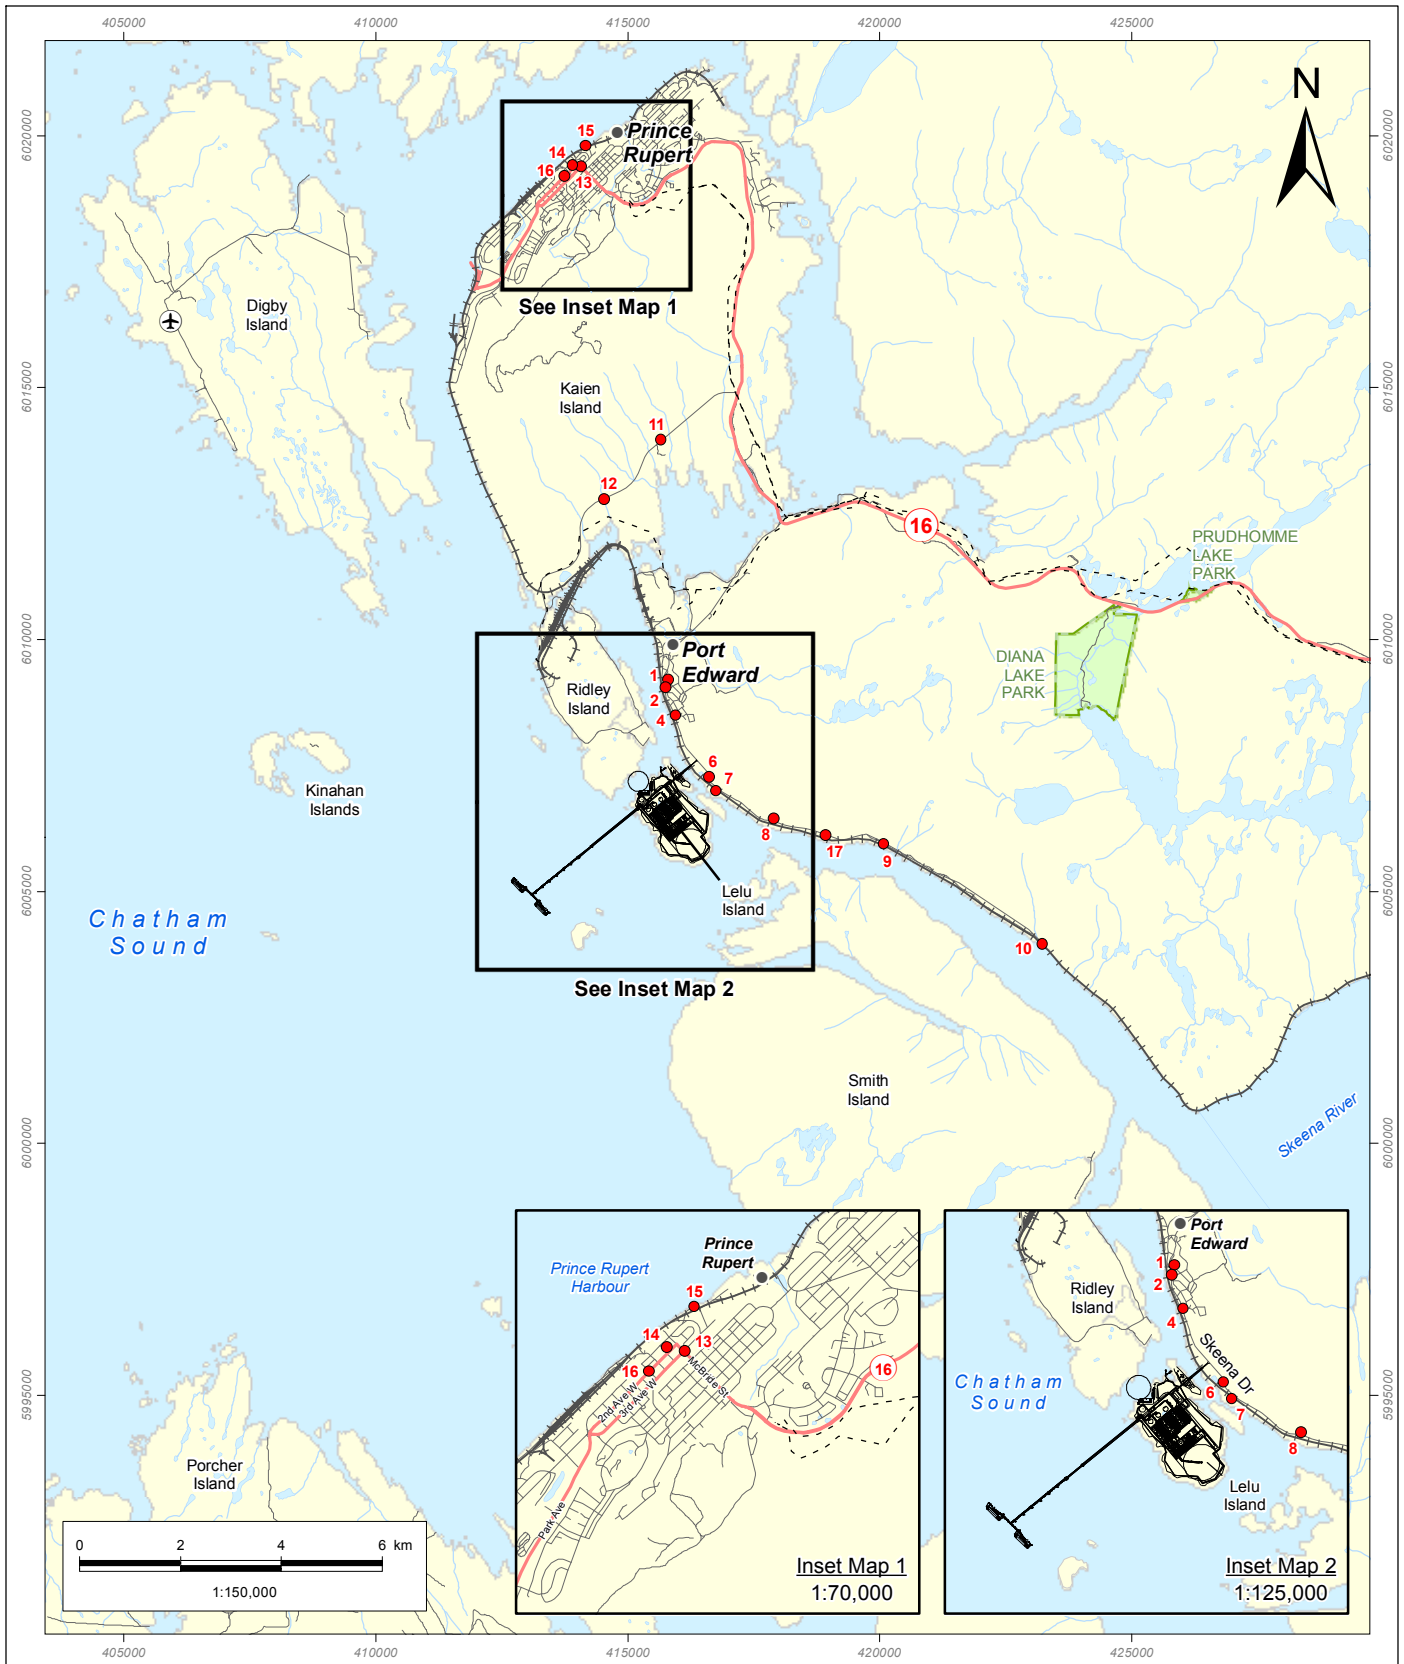 405000
410000
415000
420000
425000
6020000
6020000
N
15
Prince
Rupert
14
16
13
See Inset Map 1
Digby
Island
6015000
6015000
Kaien
Island
11
12
16
PRUDHOMME
LAKE
PARK
6010000
6010000
Port
Edward
DIANA
LAKE
PARK
1
2
Ridley
Island
4
6
7
Kinahan
Islands
8
17
9
Lelu
Island
6005000
6005000
Chatham
Sound
10
See Inset Map 2
Smith
Island
Skeena River
6000000
6000000
Prince Rupert
Harbour
Prince
Rupert
15
14
13
16
McBride St
2nd Ave W
3rd Ave W
16
Park Ave
Inset Map 1
1:70,000
Port
Edward
1
2
Ridley
Island
4
Skeena Dr
Chatham
Sound
6
7
8
Lelu
Island
Inset Map 2
1:125,000
5995000
5995000
Porcher
Island
0 2 4 6 km
1:150,000
405000
410000
415000
420000
425000